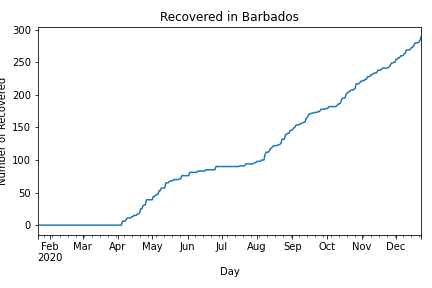 Recovered in Barbados
Number of Recovered
300
250
200
150
100
50
0
Feb Mar Apr May Jun Jul Aug Sep Oct Nov Dec
2020
Day